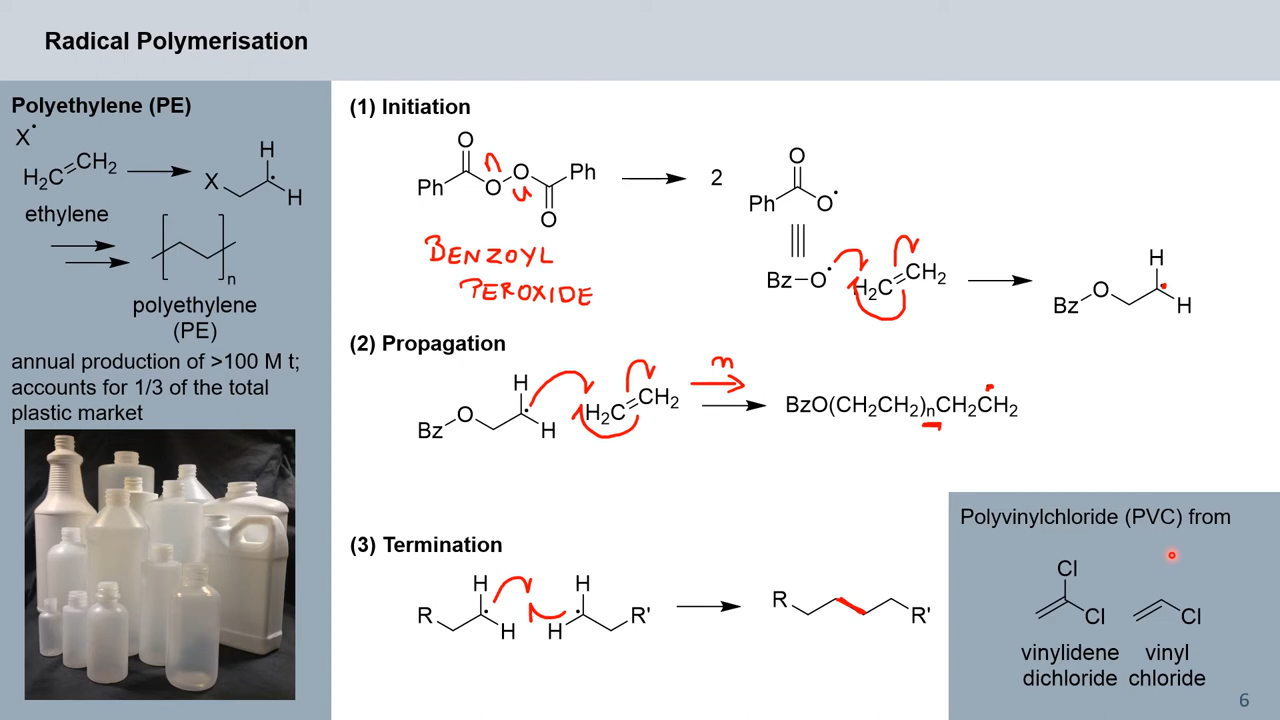 Radical Polymerisation
Polyethylene (PE)
X•
H2C=CH2
X
H
H
ethylene
n
polyethylene
(PE)
annual production of >100 M t;
accounts for 1/3 of the total
plastic market
(1) Initiation
O
Ph
O
O
Ph
O
2
O
Ph
O•
BENZOYL
PEROXIDE
Bz–O•
H2C=CH2
H
O
Bz
H
(2) Propagation
H
O
Bz
H
H2C=CH2
n
BzO(CH2CH2)nCH2CH2
(3) Termination
H
R
H
H
H
R'
R
R'
Polyvinylchloride (PVC) from
Cl
Cl
Cl
vinylidene
dichloride
vinyl
chloride
6